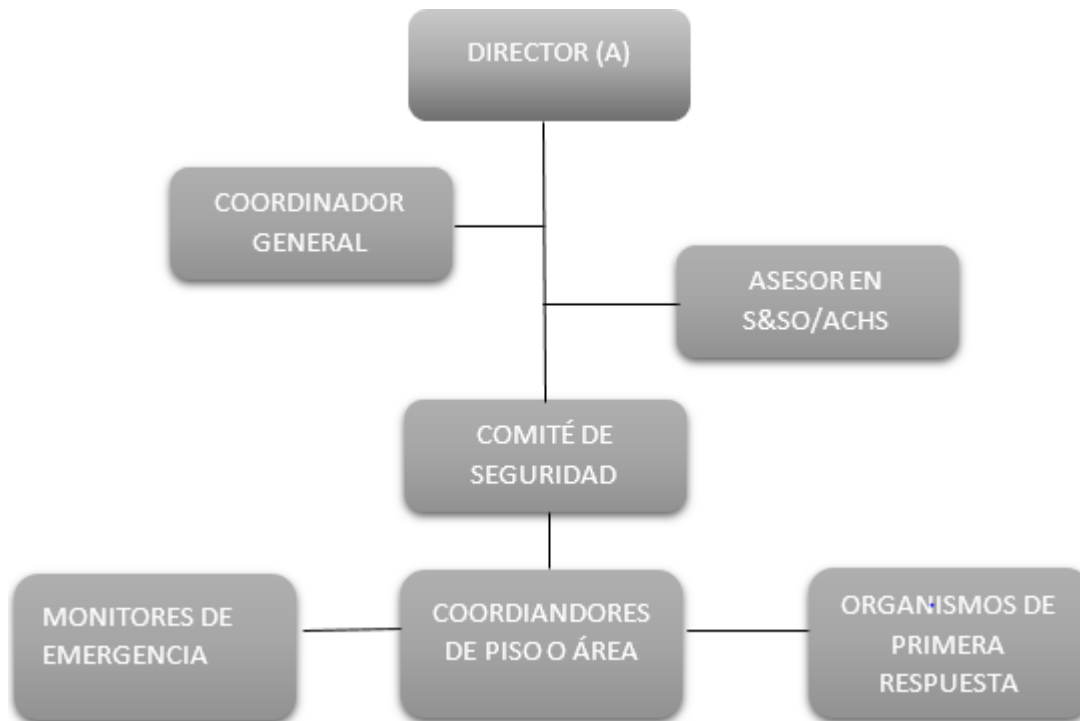 DIRECTOR (A)
COORDINADOR
GENERAL
ASESOR EN
S&SO/ACHS
COMITÉ DE
SEGURIDAD
MONITORES DE
EMERGENCIA
COORDIANDORES
DE PISO O ÁREA
ORGANISMOS DE
PRIMERA
RESPUESTA